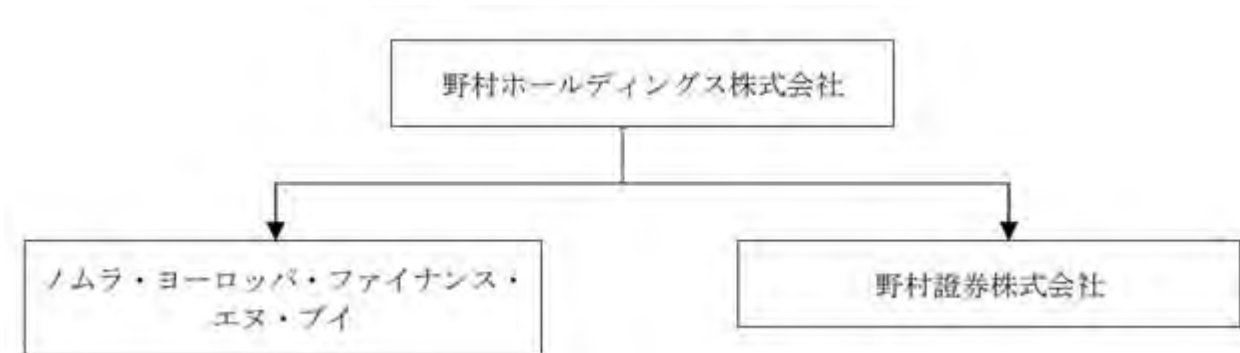 野村ホールディングス株式会社
ノムラ・ヨーロッパ・ファイナンス・
エヌ・ブイ
野村證券株式会社